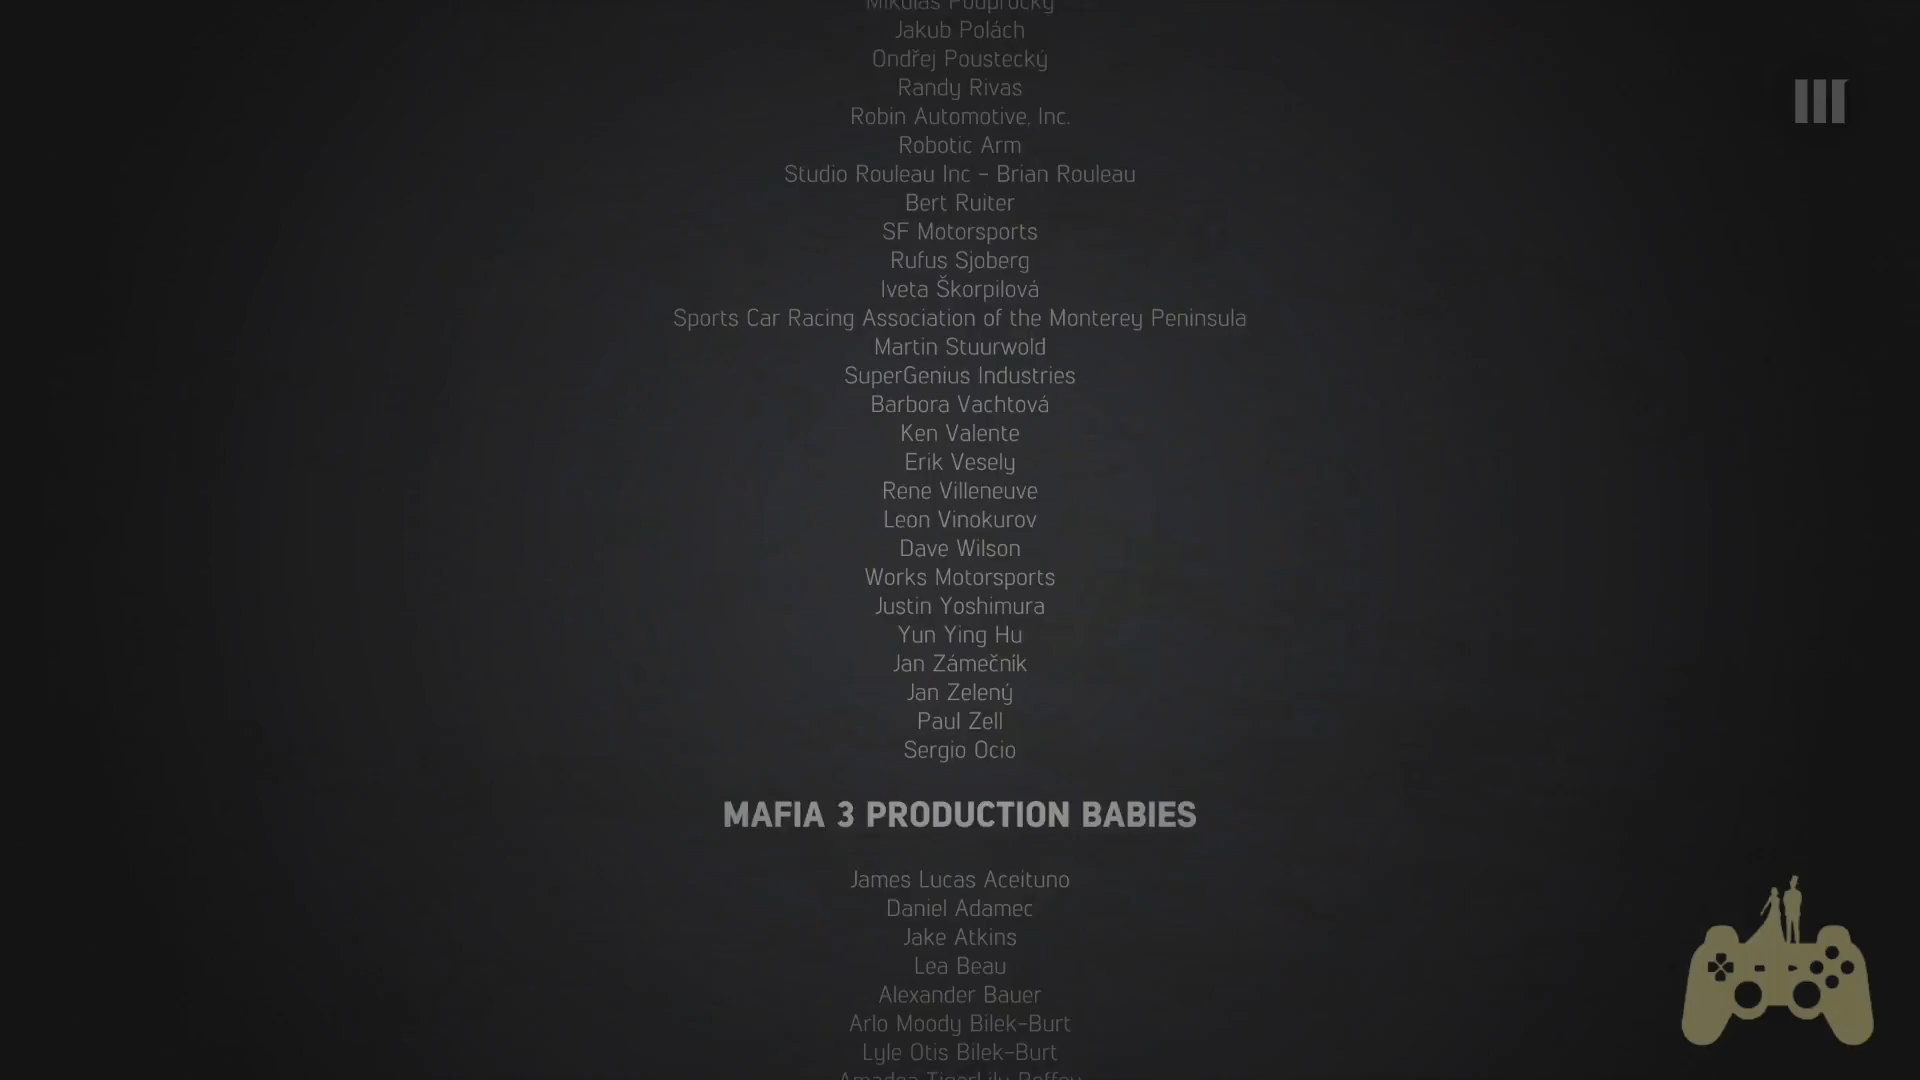 Mikuláš Podprocký
Jakub Polách
Ondřej Poustecký
Randy Rivas
Robin Automotive, Inc.
Robotic Arm
Studio Rouleau Inc - Brian Rouleau
Bert Ruiter
SF Motorsports
Rufus Sjoberg
Iveta Škorpilová
Sports Car Racing Association of the Monterey Peninsula
Martin Stuurwold
SuperGenius Industries
Barbora Vachtová
Ken Valente
Erik Vesely
Rene Villeneuve
Leon Vinokurov
Dave Wilson
Works Motorsports
Justin Yoshimura
Yun Ying Hu
Jan Zámečník
Jan Zelený
Paul Zell
Sergio Ocio
MAFIA 3 PRODUCTION BABIES
James Lucas Aceituno
Daniel Adamec
Jake Atkins
Lea Beau
Alexander Bauer
Arlo Moody Bilek-Burt
Lyle Otis Bilek-Burt